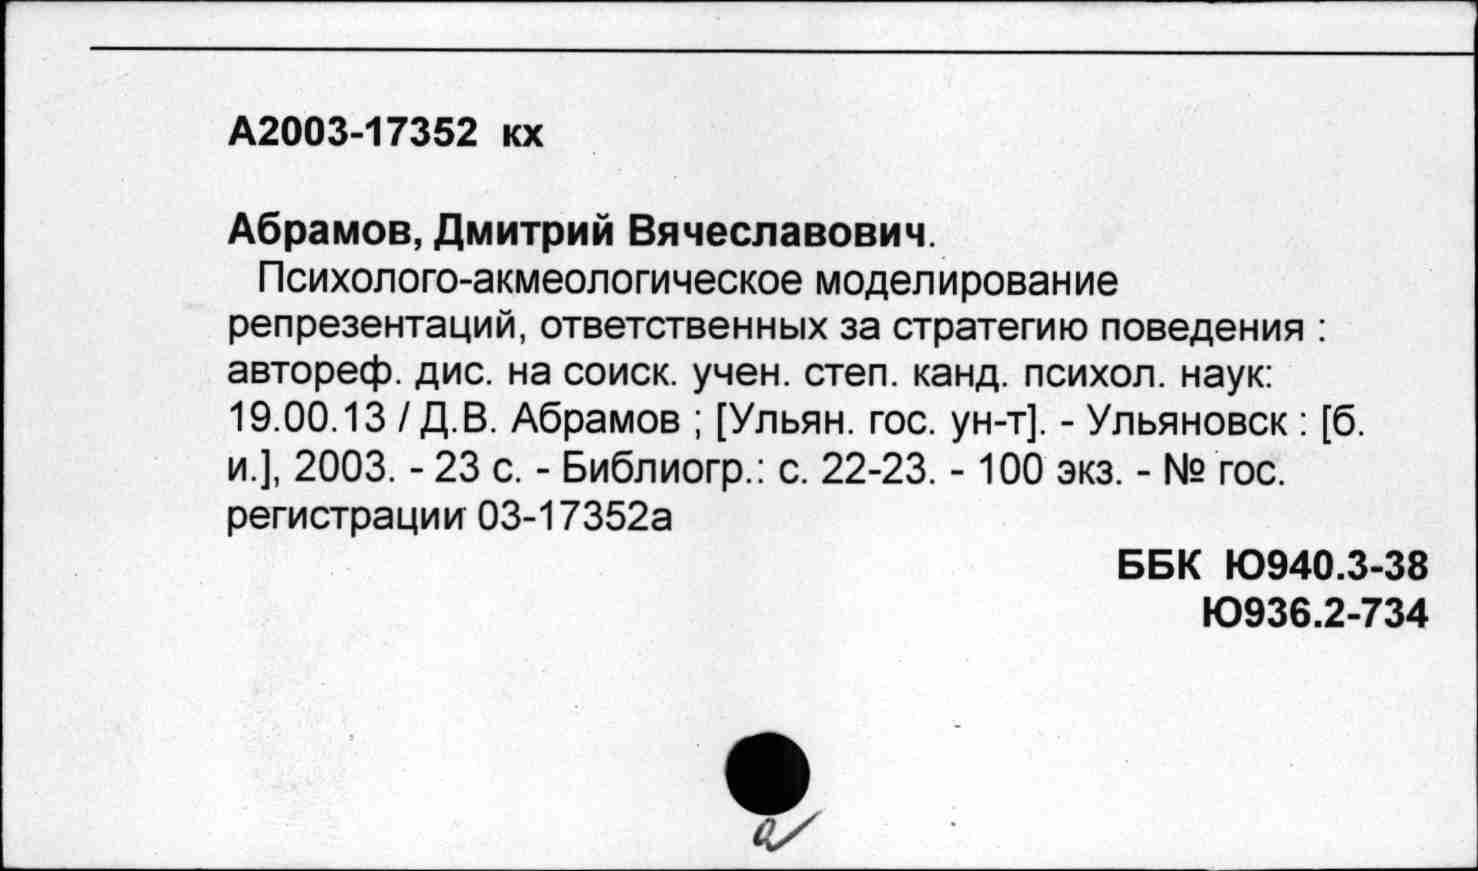 А2003-17352 кх
Абрамов, Дмитрий Вячеславович.
Психолого-акмеологическое моделирование
репрезентаций, ответственных за стратегию поведения :
автореф. дис. на соиск. учен. степ. канд. психол. наук:
19.00.13 / Д.В. Абрамов ; [Ульян. гос. ун-т]. - Ульяновск : [б.
и.], 2003. - 23 с. - Библиогр.: с. 22-23. - 100 экз. - № гос.
регистрации 03-17352а
ББК Ю940.3-38
Ю936.2-734